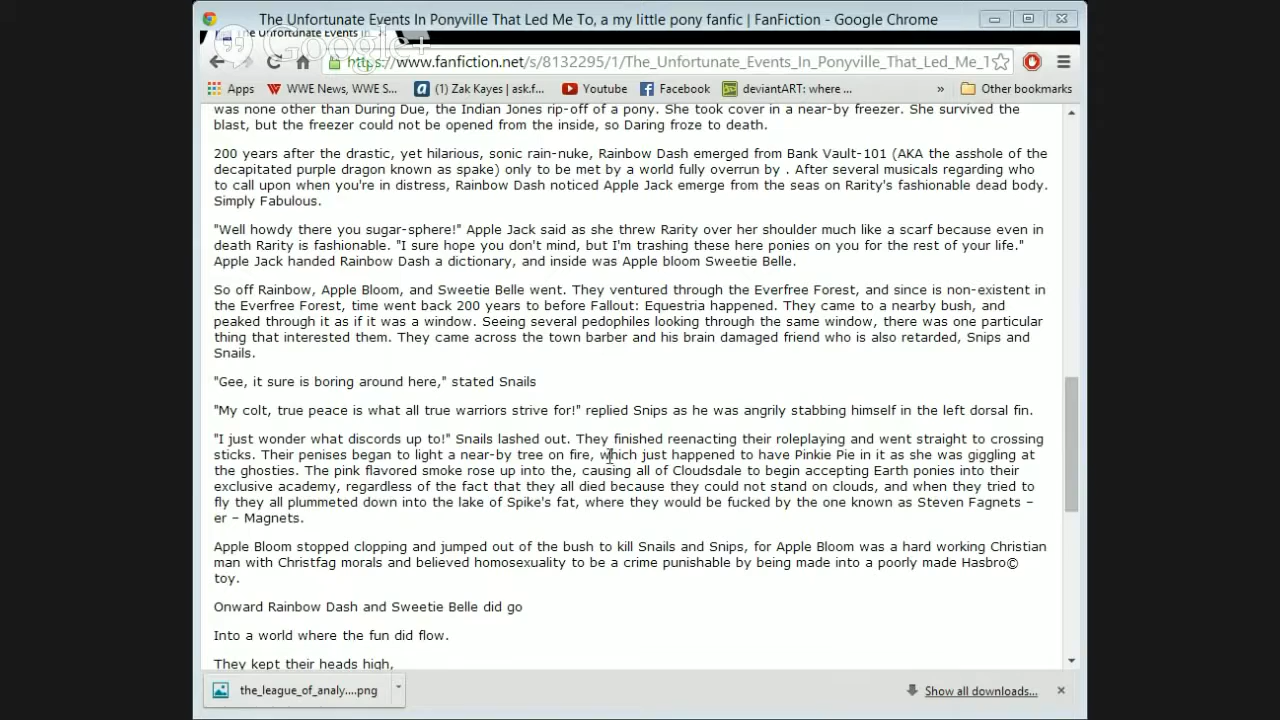 The Unfortunate Events In Ponyville That Led Me To, a my little pony fanfic | FanFiction - Google Chrome
The Unfortunate Events In
Google+
https://www.fanfiction.net/s/8132295/1/The_Unfortunate_Events_In_Ponyville_That_Led_Me_T
Apps WWE News, WWE S... (1) Zak Kayes | ask.f... Youtube Facebook deviantART: where ... » Other bookmarks
was none other than During Due, the Indian Jones rip-off of a pony. She took cover in a near-by freezer. She survived the
blast, but the freezer could not be opened from the inside, so Daring froze to death.
200 years after the drastic, yet hilarious, sonic rain-nuke, Rainbow Dash emerged from Bank Vault-101 (AKA the asshole of the
decapitated purple dragon known as spake) only to be met by a world fully overrun by . After several musicals regarding who
to call upon when you're in distress, Rainbow Dash noticed Apple Jack emerge from the seas on Rarity's fashionable dead body.
Simply Fabulous.
"Well howdy there you sugar-sphere!" Apple Jack said as she threw Rarity over her shoulder much like a scarf because even in
death Rarity is fashionable. "I sure hope you don't mind, but I'm trashing these here ponies on you for the rest of your life."
Apple Jack handed Rainbow Dash a dictionary, and inside was Apple bloom Sweetie Belle.
So off Rainbow, Apple Bloom, and Sweetie Belle went. They ventured through the Everfree Forest, and since is non-existent in
the Everfree Forest, time went back 200 years to before Fallout: Equestria happened. They came to a nearby bush, and
peaked through it as if it was a window. Seeing several pedophiles looking through the same window, there was one particular
thing that interested them. They came across the town barber and his brain damaged friend who is also retarded, Snips and
Snails.
"Gee, it sure is boring around here," stated Snails
"My colt, true peace is what all true warriors strive for!" replied Snips as he was angrily stabbing himself in the left dorsal fin.
"I just wonder what discords up to!" Snails lashed out. They finished reenacting their roleplaying and went straight to crossing
sticks. Their penises began to light a near-by tree on fire, which just happened to have Pinkie Pie in it as she was giggling at
the ghosties. The pink flavored smoke rose up into the, causing all of Cloudsdale to begin accepting Earth ponies into their
exclusive academy, regardless of the fact that they all died because they could not stand on clouds, and when they tried to
fly they all plummeted down into the lake of Spike's fat, where they would be fucked by the one known as Steven Fagnets –
er – Magnets.
Apple Bloom stopped clopping and jumped out of the bush to kill Snails and Snips, for Apple Bloom was a hard working Christian
man with Christfag morals and believed homosexuality to be a crime punishable by being made into a poorly made Hasbro©
toy.
Onward Rainbow Dash and Sweetie Belle did go
Into a world where the fun did flow.
They kept their heads high,
the_league_of_analy....png
Show all downloads...